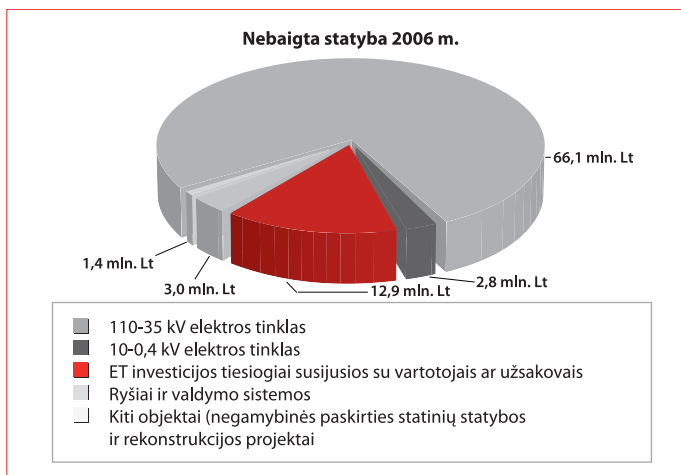 Nebaigta statyba 2006 m.
66,1 mln. Lt
1,4 mln. Lt
3,0 mln. Lt
12,9 mln. Lt
2,8 mln. Lt
110-35 kV elektros tinklas
10-0,4 kV elektros tinklas
ET investicijos tiesiogiai susijusios su vartotojais ar užsakovais
Ryšiai ir valdymo sistemos
Kiti objektai (negamybinės paskirties statinių statybos
ir rekonstrukcijos projektai